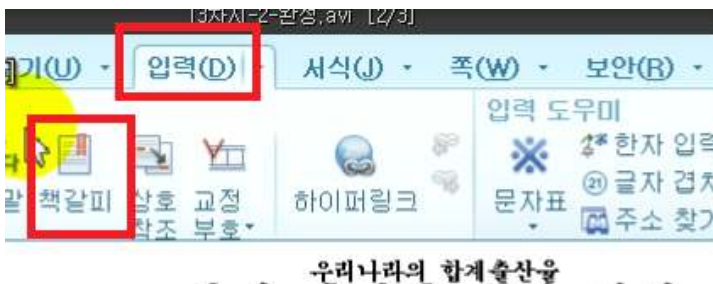 [3차시-2-완성.avi [2/3]
기(U) 입력(D) 서식(J) 쪽(W) 보안(R)
입력 도우미
말 책갈피 상호 참조 교정 부호 하이퍼링크 문자표
한자 입력
글자 겹치
주소 찾기
우리나라의 합계출산율